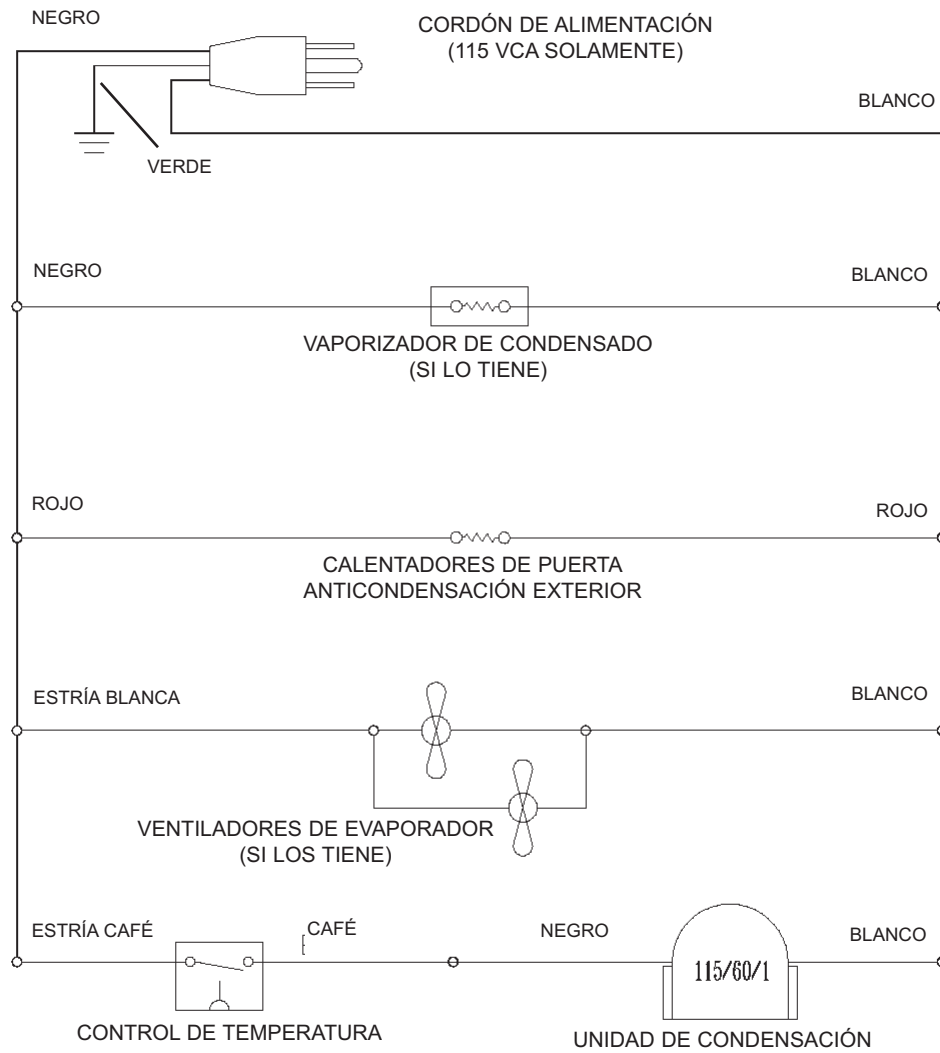 NEGRO
CORDÓN DE ALIMENTACIÓN
(115 VCA SOLAMENTE)
BLANCO
VERDE
NEGRO
BLANCO
VAPORIZADOR DE CONDENSADO
(SI LO TIENE)
ROJO
ROJO
CALENTADORES DE PUERTA
ANTICONDENSACIÓN EXTERIOR
ESTRÍA BLANCA
BLANCO
VENTILADORES DE EVAPORADOR
(SI LOS TIENE)
ESTRÍA CAFÉ
CAFÉ
NEGRO
BLANCO
115/60/1
CONTROL DE TEMPERATURA
UNIDAD DE CONDENSACIÓN